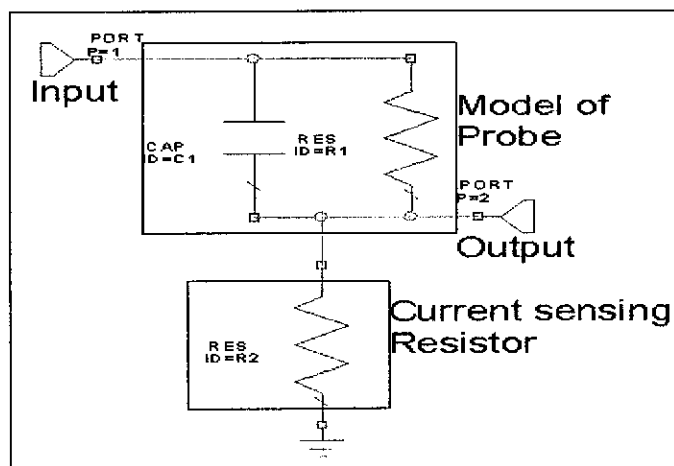 PORT
P=1
Input
CAP
ID=C1
RES
ID=R1
Model of
Probe
PORT
P=2
Output
RES
ID=R2
Current sensing
Resistor